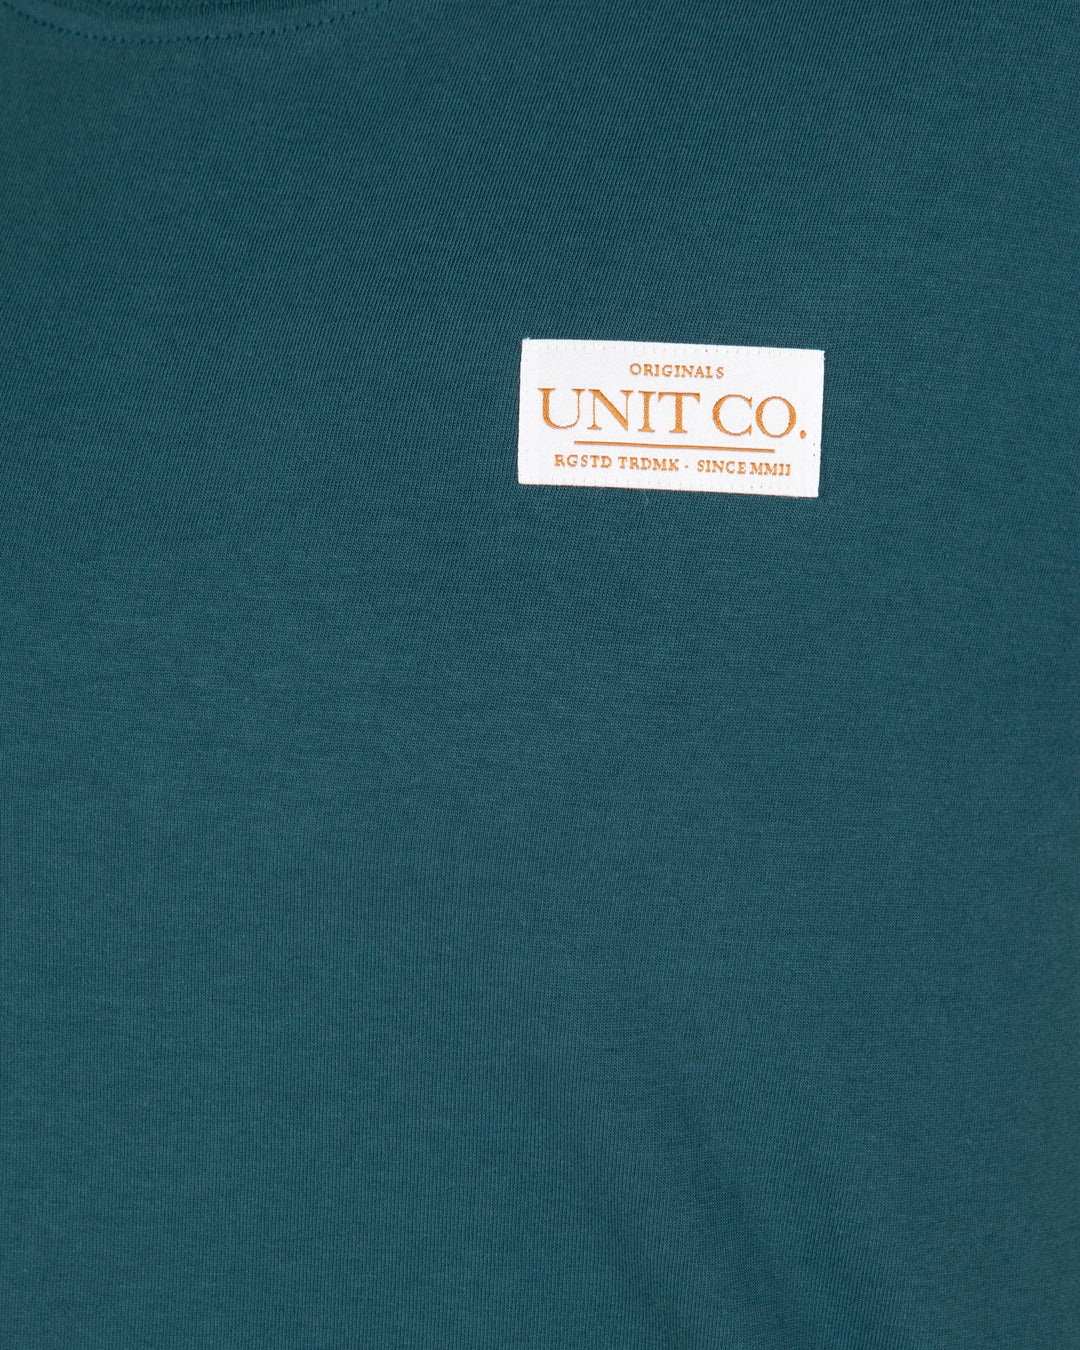 ORIGINALS
UNIT CO.
RGSTD TRDMK · SINCE MMII